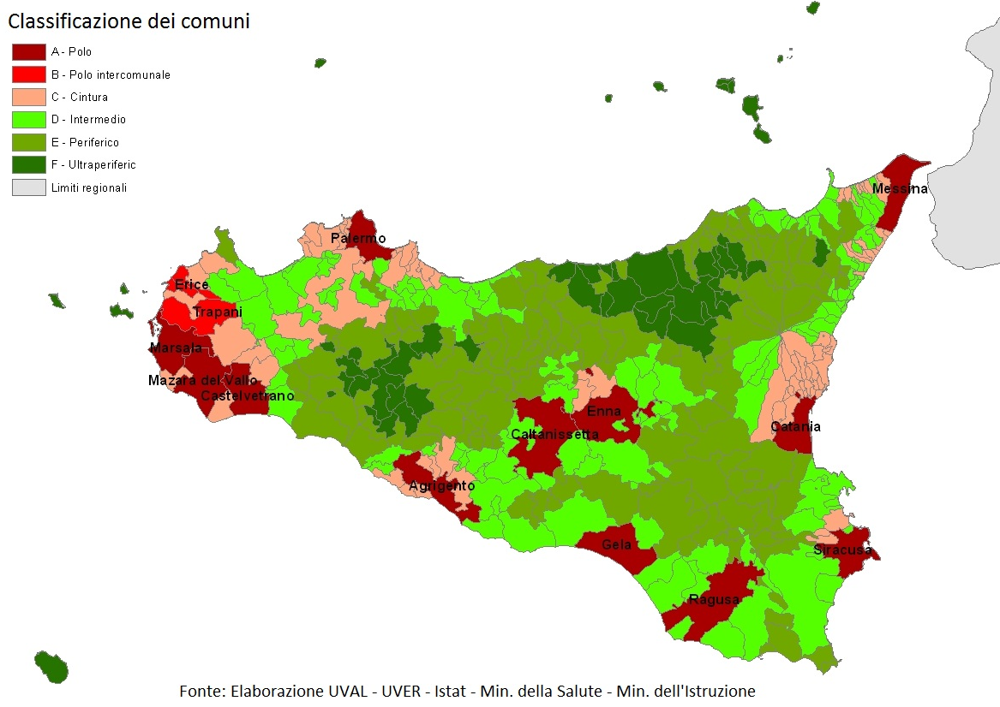 Classificazione dei comuni
A - Polo
B - Polo intercomunale
C - Cintura
D - Intermedio
E - Periferico
F - Ultraperiferic
Limiti regionali
Messina
Palermo
Erice
Trapani
Marsala
Mazara del Vallo
Castelvetrano
Enna
Catania
Caltanissetta
Agrigento
Gela
Siracusa
Ragusa
Fonte: Elaborazione UVAL - UVER - Istat - Min. della Salute - Min. dell'Istruzione